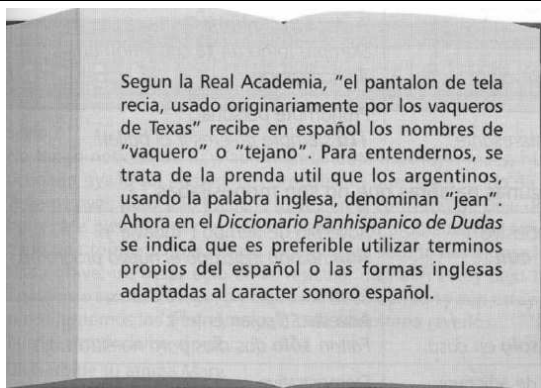 Segun la Real Academia, "el pantalon de tela
recia, usado originariamente por los vaqueros
de Texas" recibe en español los nombres de
"vaquero" o "tejano". Para entendernos, se
trata de la prenda util que los argentinos,
usando la palabra inglesa, denominan "jean".
Ahora en el Diccionario Panhispanico de Dudas
se indica que es preferible utilizar terminos
propios del español o las formas inglesas
adaptadas al caracter sonoro español.